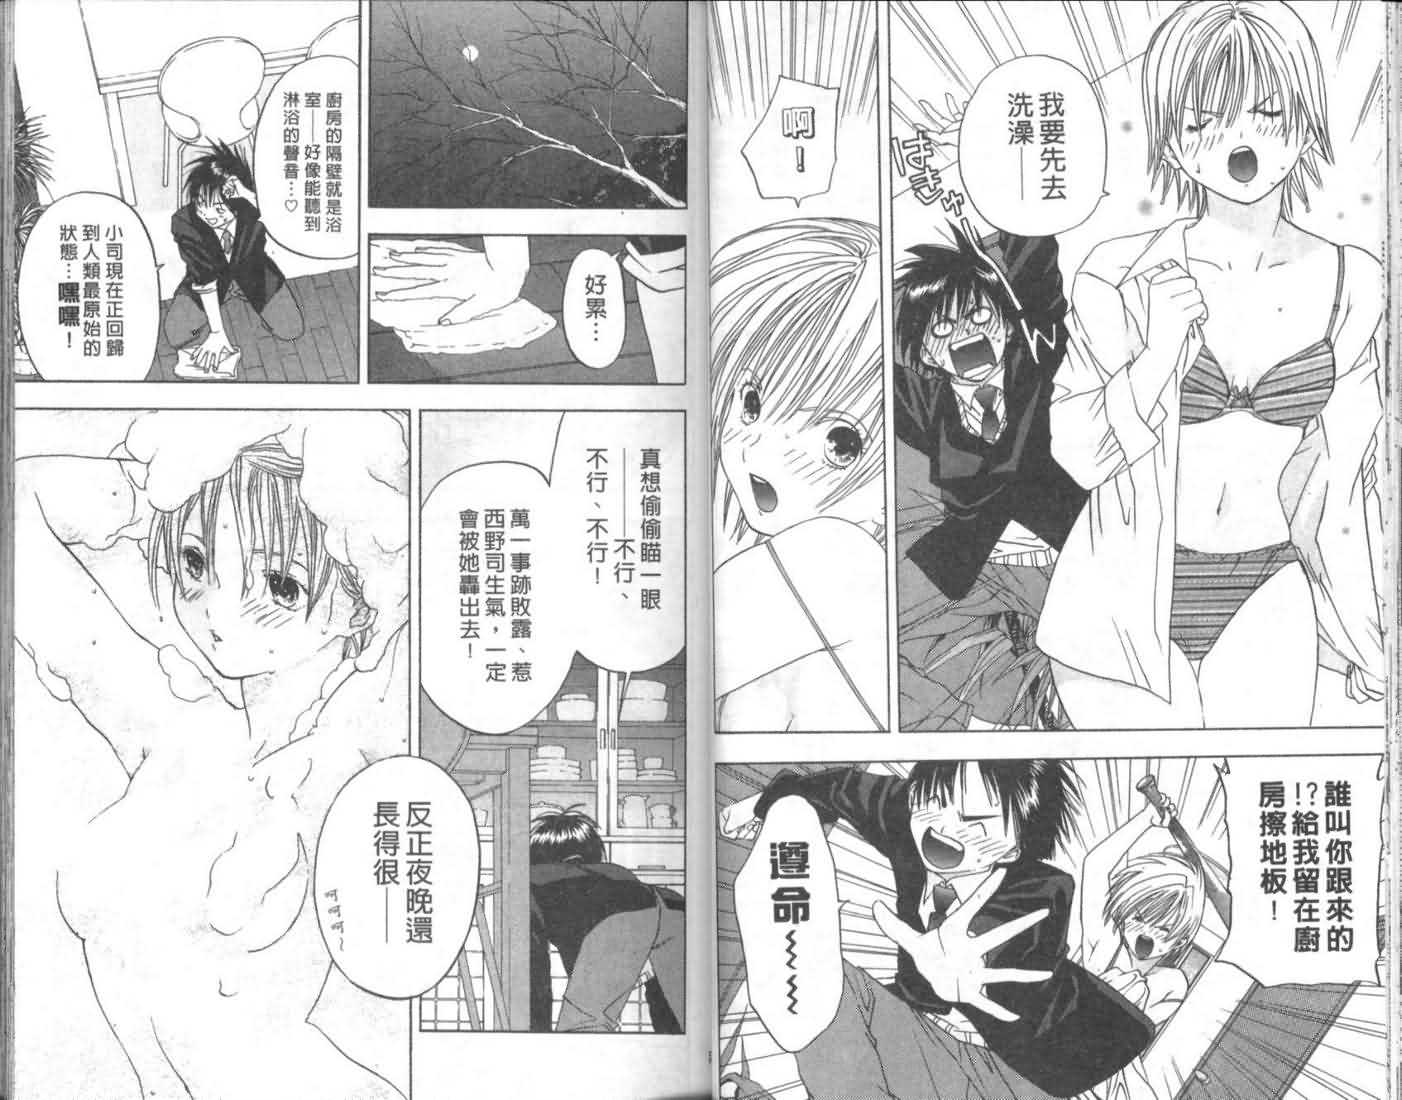 我要先去
洗澡——
はきゅ
啊！
誰叫你跟來的
!?給我留在廚
房擦地板！
遵命~~~~
好累…
廚房的隔壁就是浴
室——好像能聽到
淋浴的聲音…♡
小司現在正回歸
到人類最原始的
狀態…嘿嘿！
真想偷偷瞄一眼
——不行、
不行、不行！
萬一事跡敗露、惹
西野司生氣，一定
會被她轟出去！
反正夜晚還
長得很——
呵呵呵~